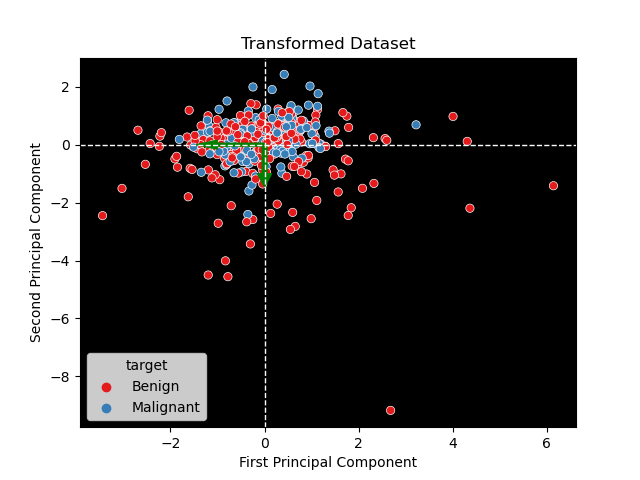 Transformed Dataset
Second Principal Component
2
0
−2
−4
−6
−8
target
Benign
Malignant
−2 0 2 4 6
First Principal Component